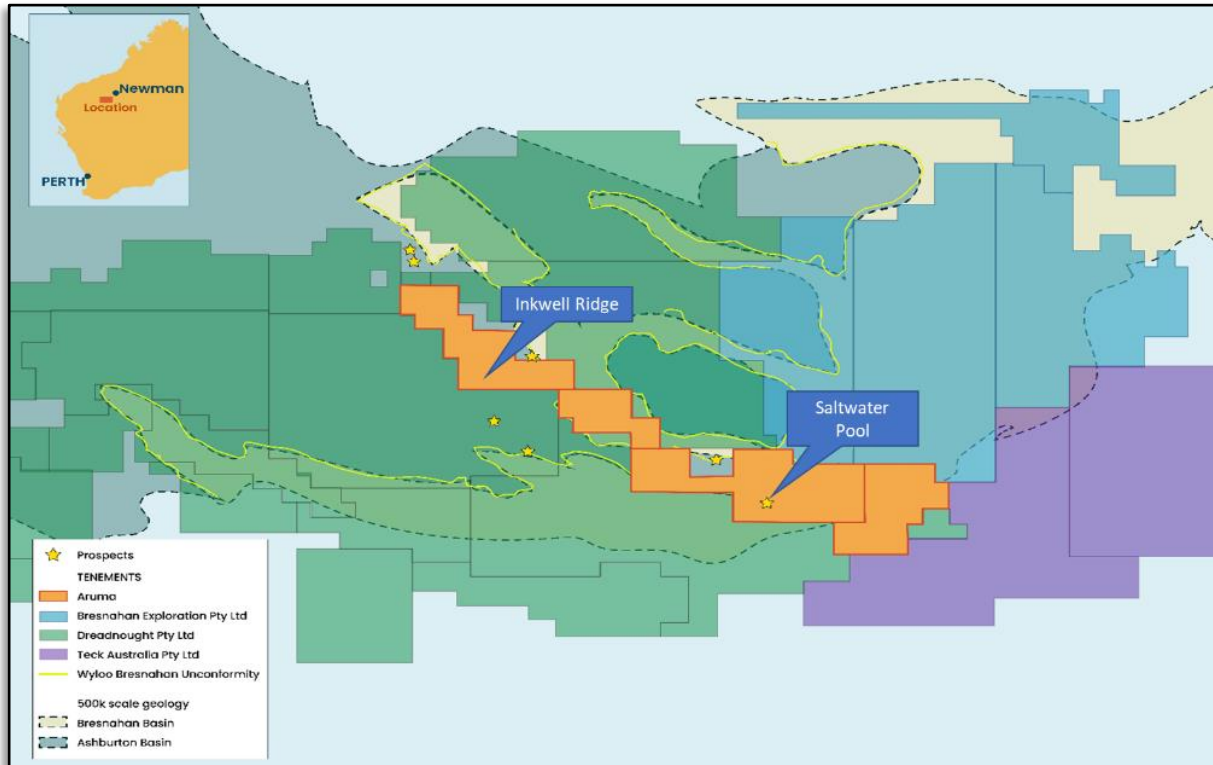 Newman
Location
PERTH
Inkwell Ridge
Saltwater
Pool
Prospects
TENEMENTS
Aruma
Bresnahan Exploration Pty Ltd
Dreadnought Pty Ltd
Teck Australia Pty Ltd
Wyloo Bresnahan Unconformity
500k scale geology
Bresnahan Basin
Ashburton Basin